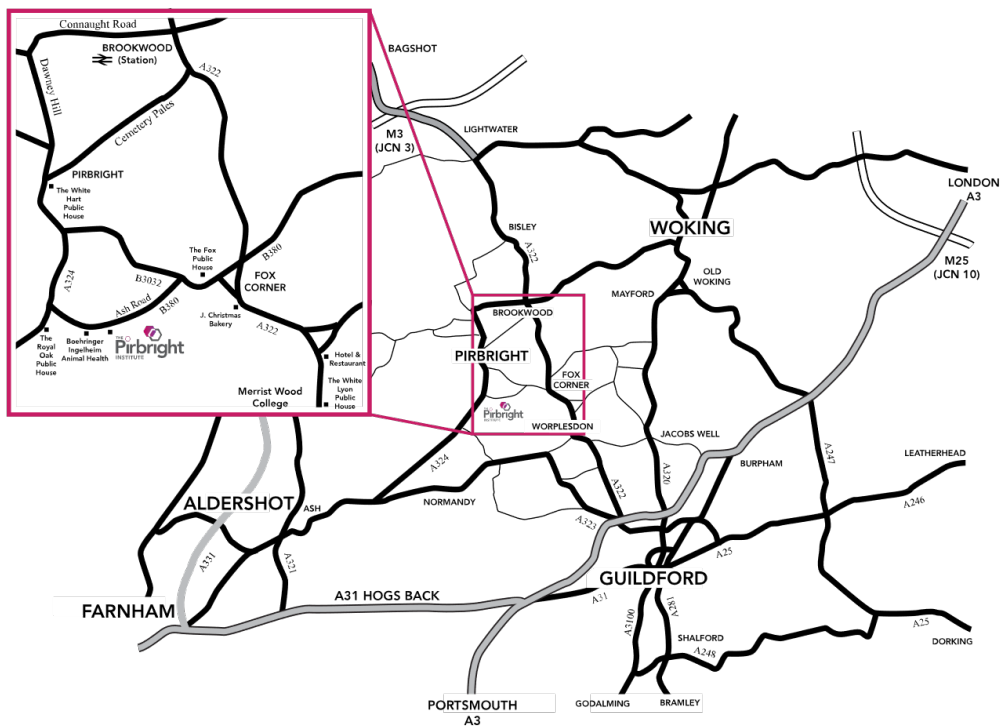 Connaught Road
BROOKWOOD
(Station)
Dawney Hill
A322
Cemetery Pales
PIRBRIGHT
The White
Hart
Public
House
The Fox
Public
House
B380
A324
B3032
FOX
CORNER
Ash Road
B380
J. Christmas
Bakery
A322
The
Royal
Oak
Public
House
Boehringer
Ingelheim
Animal Health
THE
Pirbright
INSTITUTE
Hotel &
Restaurant
The White
Lyon
Public
House
Merrist Wood
College
BAGSHOT
M3
(JCN 3)
LIGHTWATER
LONDON
A3
BISLEY
A322
WOKING
M25
(JCN 10)
OLD
WOKING
MAYFORD
BROOKWOOD
PIRBRIGHT
FOX
CORNER
Pirbright
WORPLESDON
JACOBS WELL
BURPHAM
A247
LEATHERHEAD
A324
A320
A322
A246
NORMANDY
ALDERSHOT
ASH
A323
A25
A331
A321
GUILDFORD
A31 HOGS BACK
A31
FARNHAM
A3100
A281
A25
SHALFORD
A248
DORKING
PORTSMOUTH
A3
GODALMING
BRAMLEY